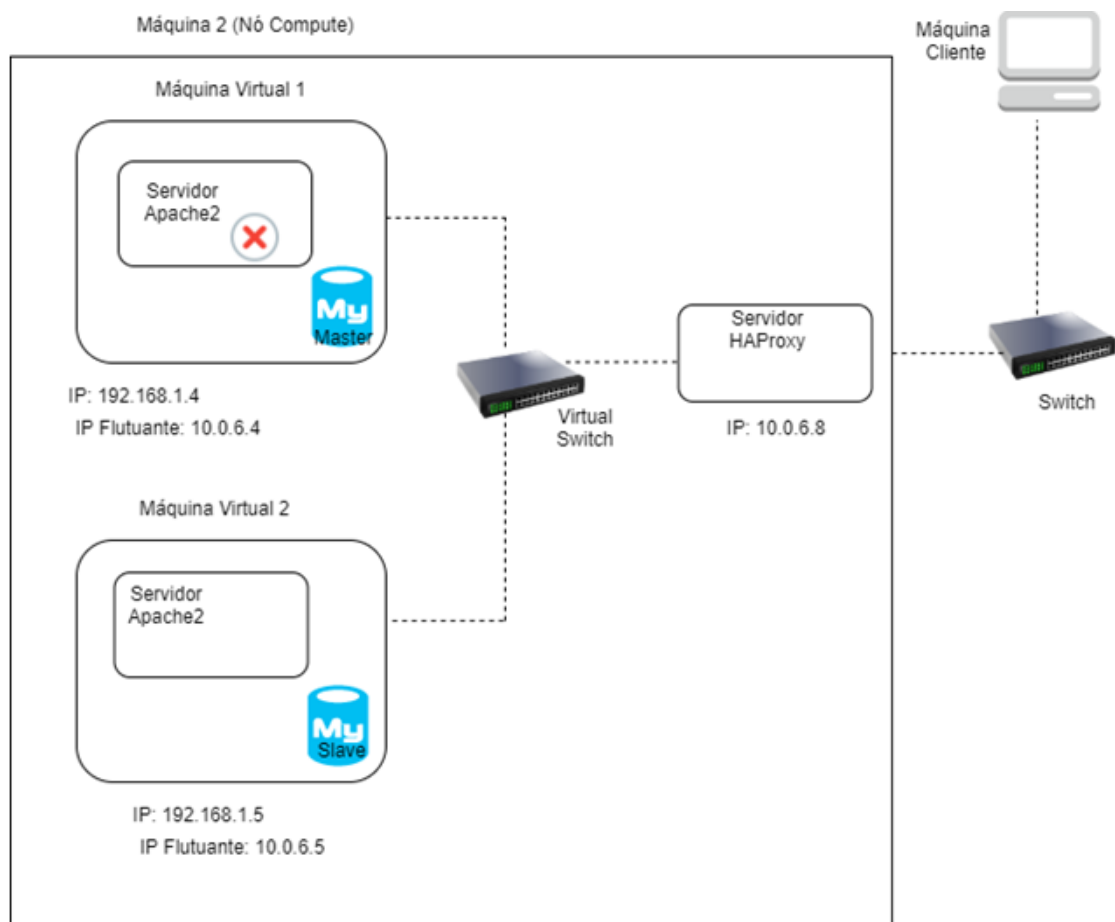 Máquina 2 (Nó Compute)
Máquina
Cliente
Máquina Virtual 1
Servidor
Apache2
My
Master
IP: 192.168.1.4
IP Flutuante: 10.0.6.4
Virtual
Switch
Servidor
HAProxy
IP: 10.0.6.8
Switch
Máquina Virtual 2
Servidor
Apache2
My
Slave
IP: 192.168.1.5
IP Flutuante: 10.0.6.5